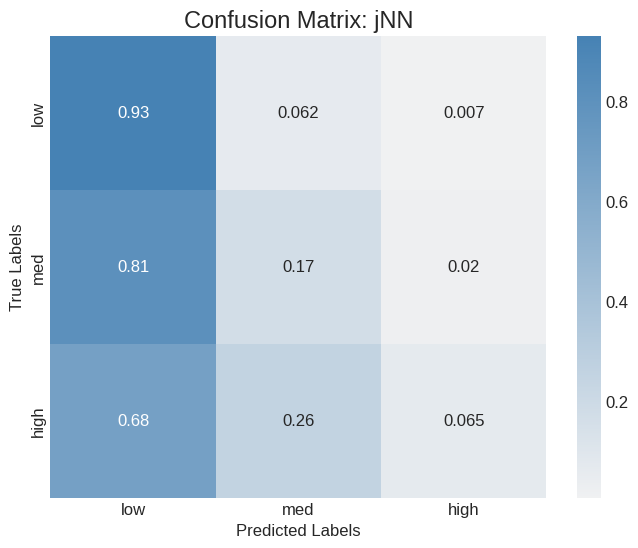 Confusion Matrix: jNN
True Labels
low
0.93
0.062
0.007
med
0.81
0.17
0.02
high
0.68
0.26
0.065
low
med
high
Predicted Labels
0.8
0.6
0.4
0.2